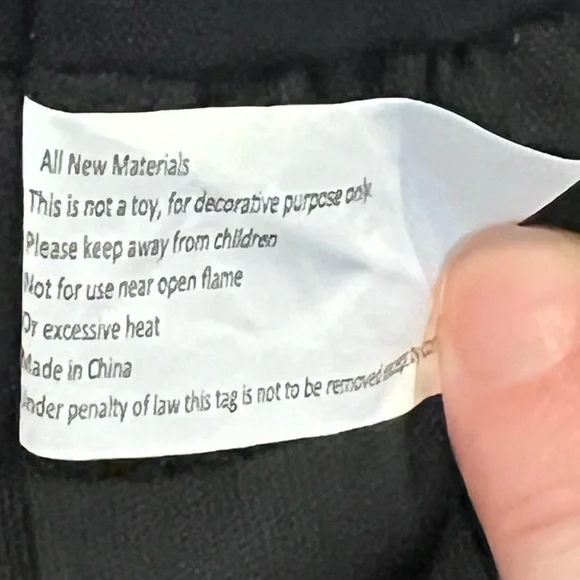 All New Materials
This is not a toy, for decorative purpose only.
Please keep away from children
Not for use near open flame
Or excessive heat
Made in China
Under penalty of law this tag is not to be removed except by